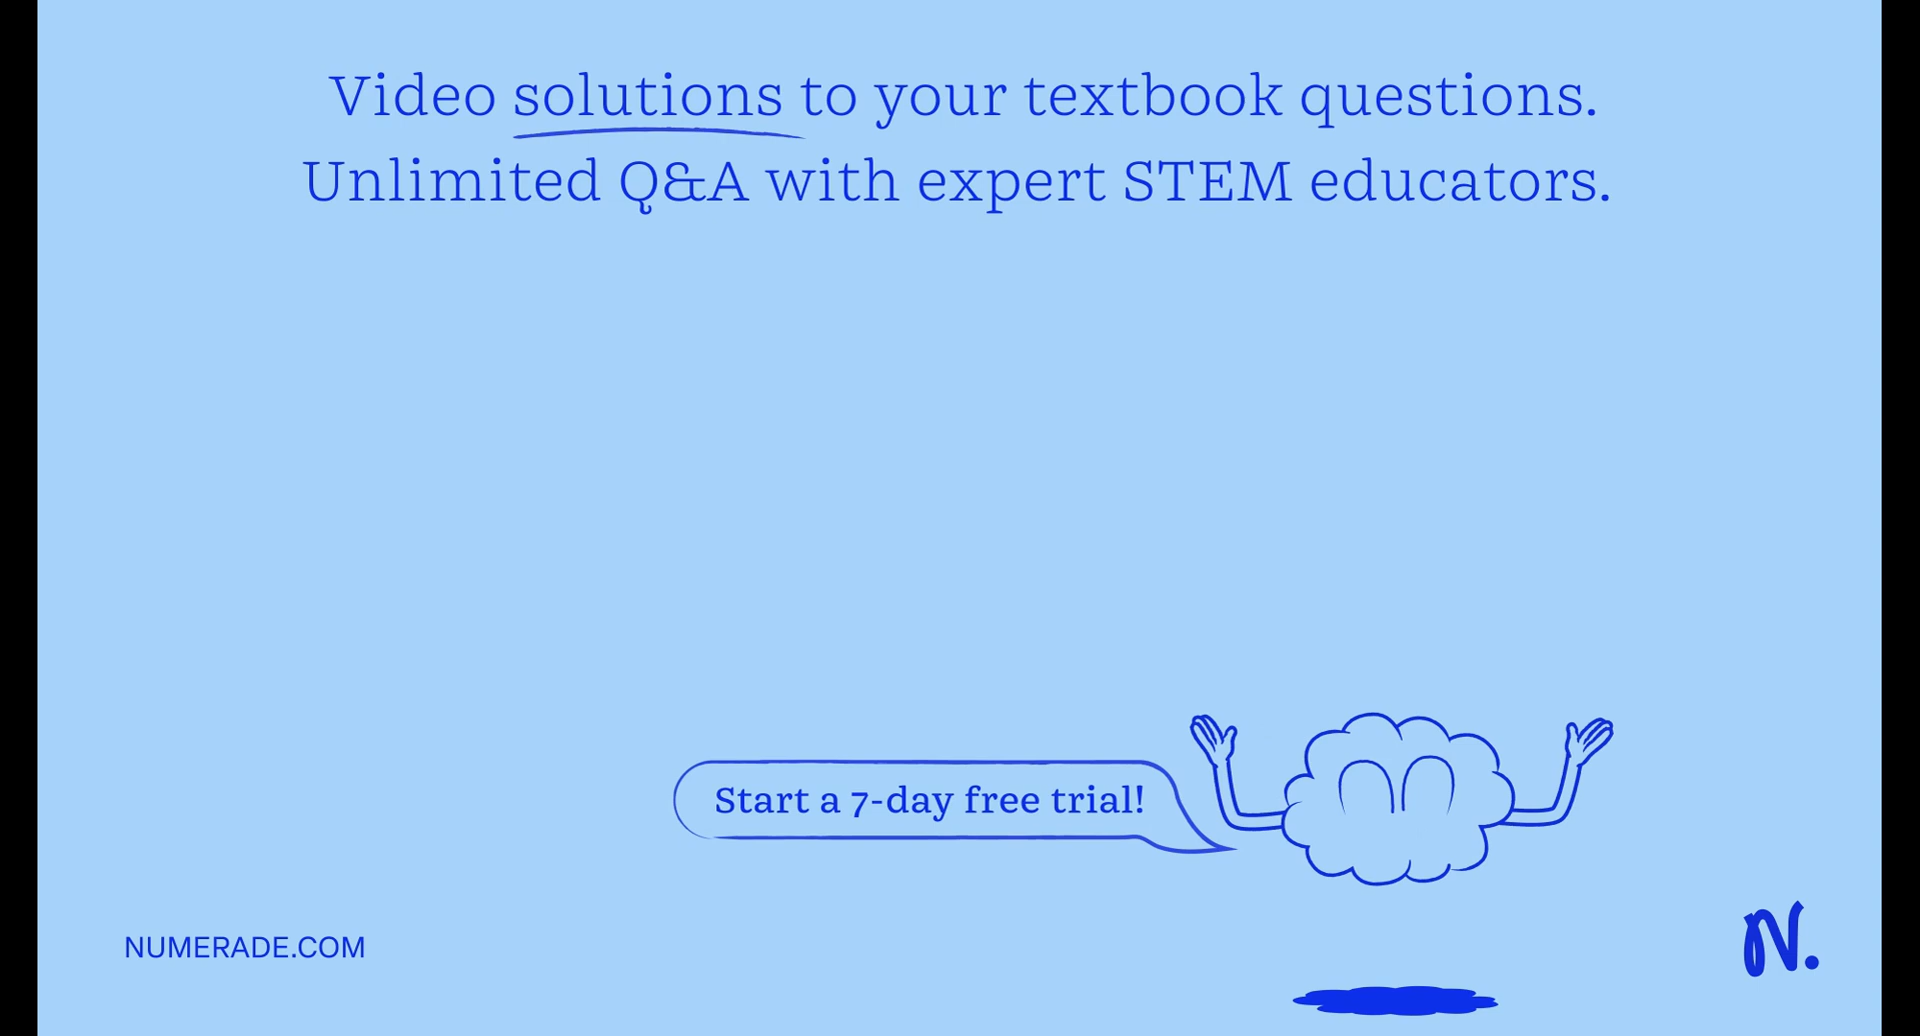 Video solutions to your textbook questions.
Unlimited Q&A with expert STEM educators.
Start a 7-day free trial!
NUMERADE.COM
N.